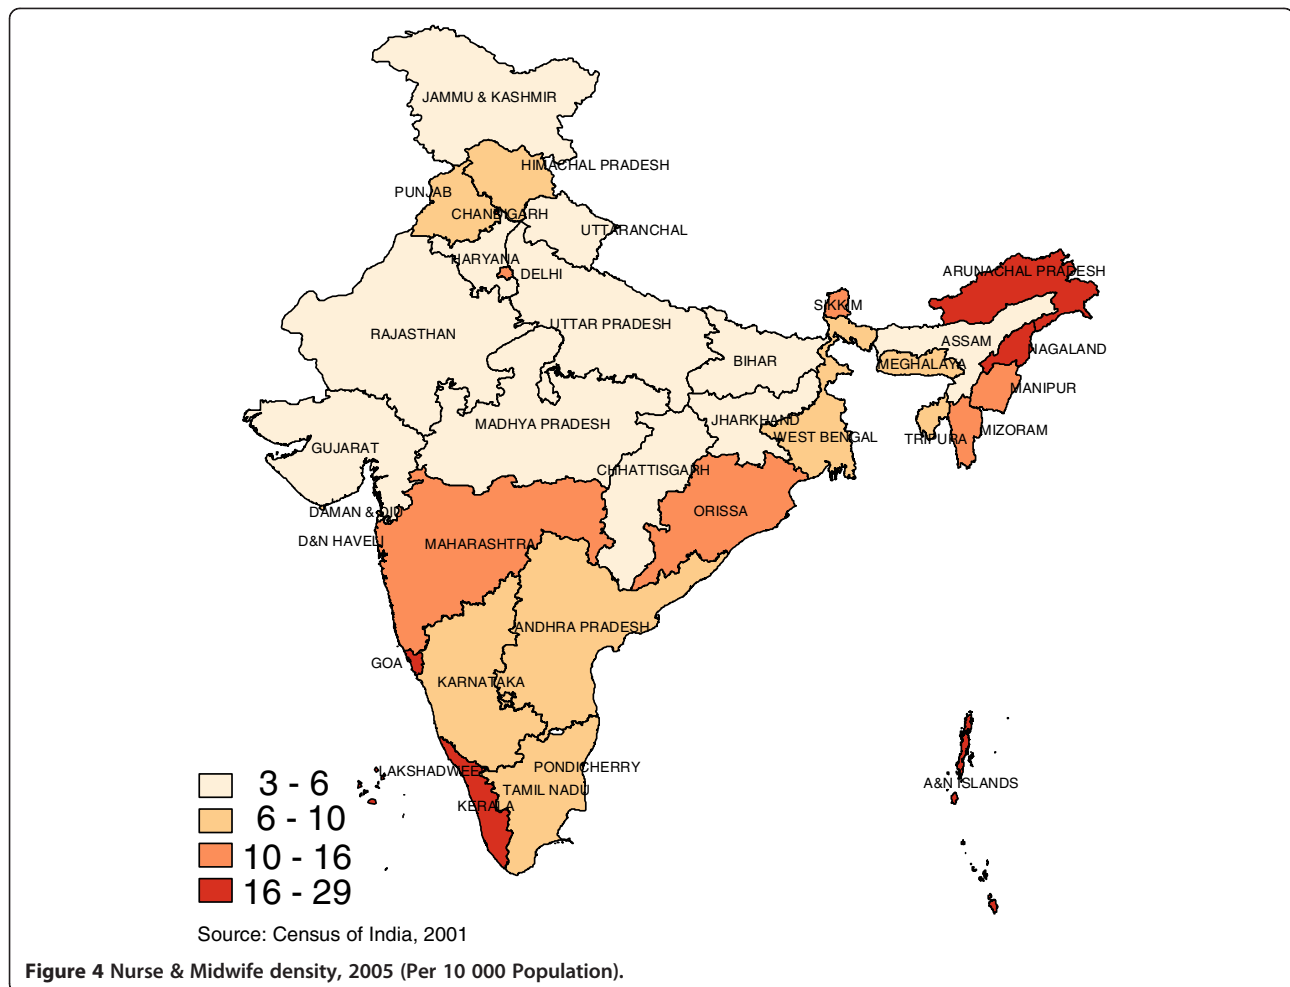 JAMMU & KASHMIR
HIMACHAL PRADESH
PUNJAB
CHANDIGARH
UTTARANCHAL
HARYANA
DELHI
ARUNACHAL PRADESH
SIKKIM
RAJASTHAN
UTTAR PRADESH
ASSAM
NAGALAND
BIHAR
MEGHALAYA
MANIPUR
MADHYA PRADESH
JHARKHAND
MIZORAM
WEST BENGAL
TRIPURA
GUJARAT
CHHATTISGARH
DAMAN & DIU
ORISSA
D&N HAVELI
MAHARASHTRA
ANDHRA PRADESH
GOA
KARNATAKA
LAKSHADWEEP
PONDICHERRY
A&N ISLANDS
TAMIL NADU
KERALA
3 - 6
6 - 10
10 - 16
16 - 29
Source: Census of India, 2001
Figure 4 Nurse & Midwife density, 2005 (Per 10 000 Population).